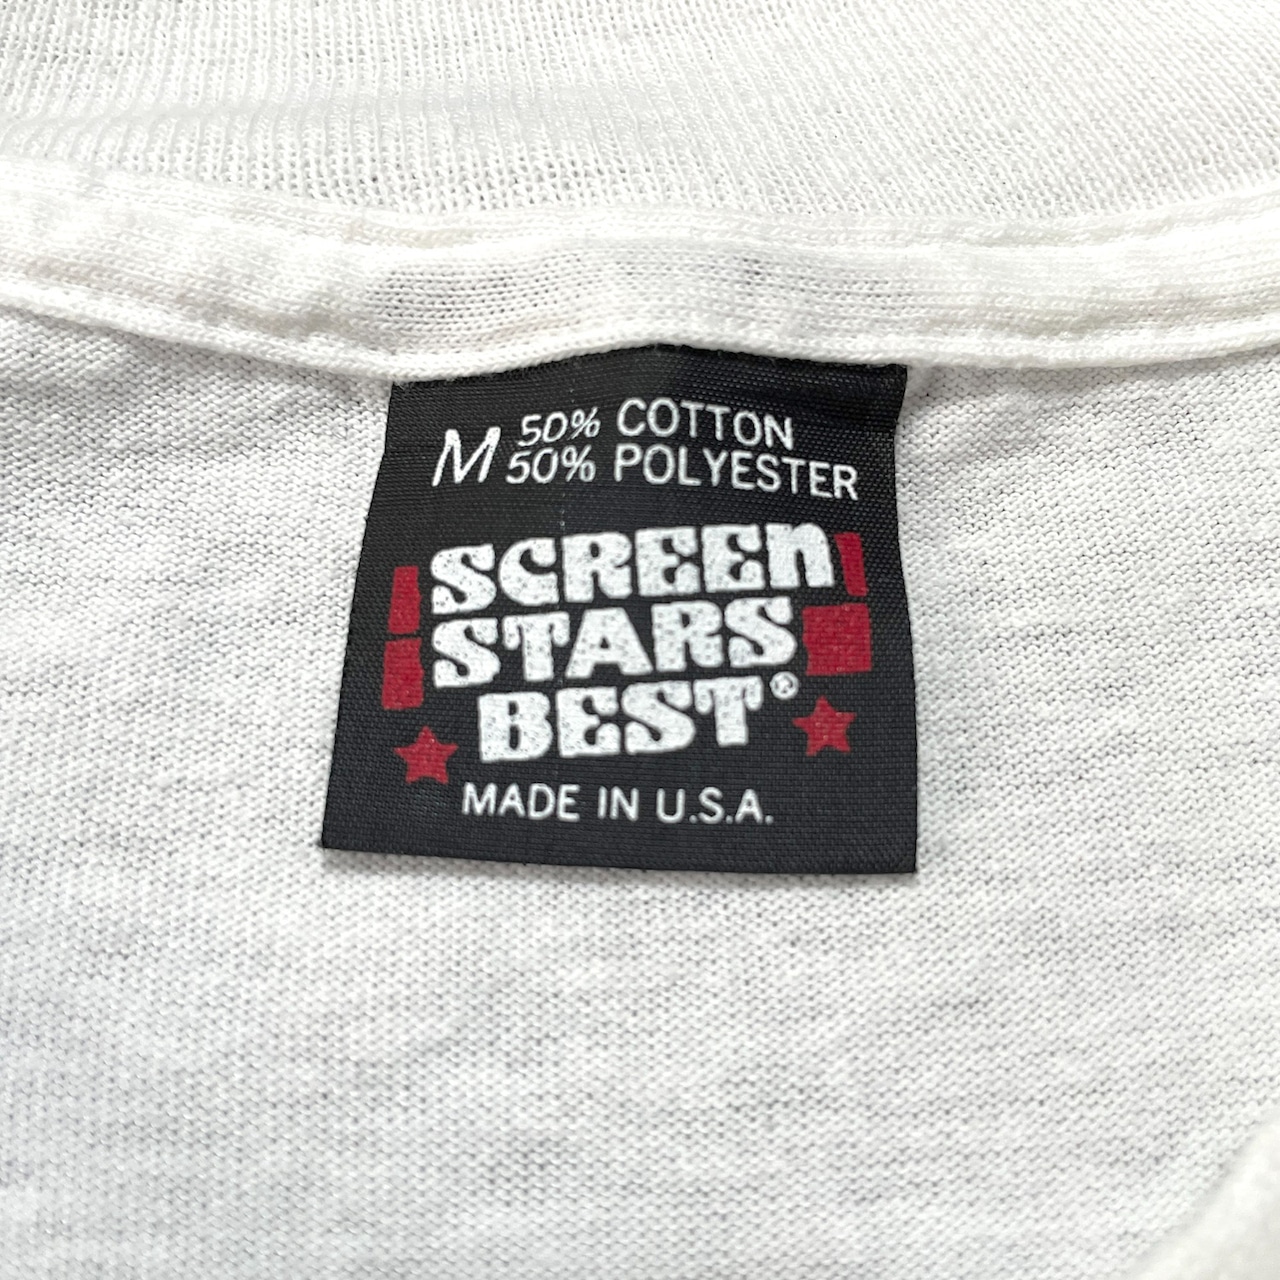 M 50% COTTON
50% POLYESTER
SCREEN
STARS
BEST®
MADE IN U.S.A.